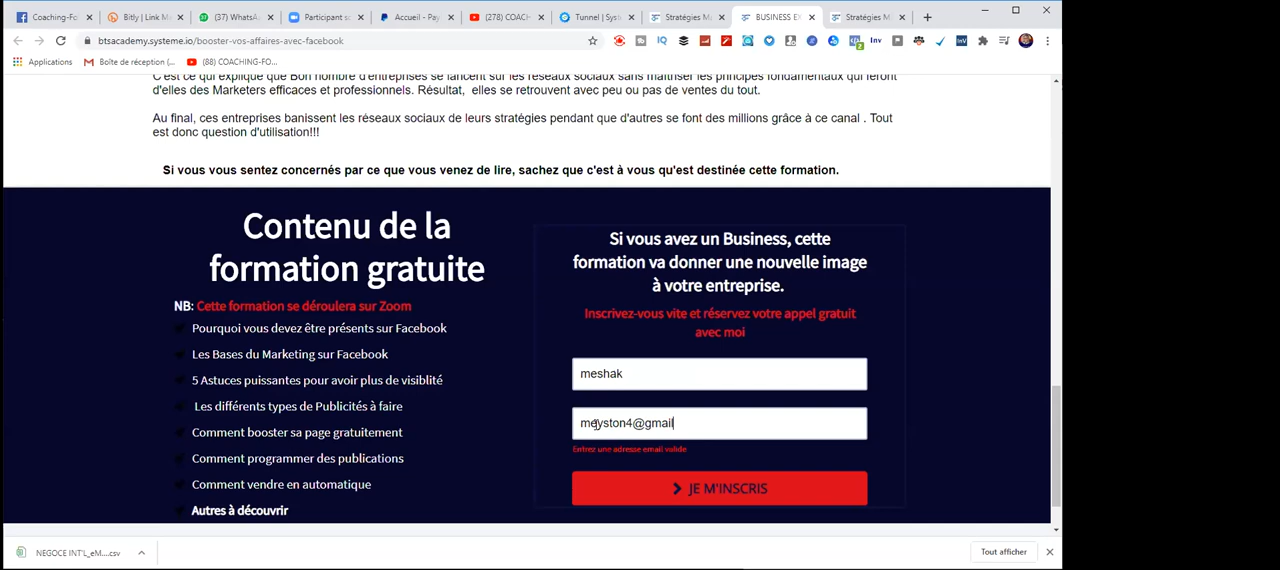 Coaching-Fo
Bitly | Link M
(37) WhatsA
Participant s
Accueil - Pay
(278) COACH
Tunnel | Sys
Stratégies M
BUSINESS E
Stratégies M
btsacademy.systeme.io/booster-vos-affaires-avec-facebook
Applications
Boîte de réception (...
(88) COACHING-FO...
C'est ce qui explique que Bon nombre d'entreprises se lancent sur les réseaux sociaux sans maîtriser les principes fondamentaux qui feront
d'elles des Marketers efficaces et professionnels. Résultat, elles se retrouvent avec peu ou pas de ventes du tout.
Au final, ces entreprises banissent les réseaux sociaux de leurs stratégies pendant que d'autres se font des millions grâce à ce canal . Tout
est donc question d'utilisation!!!
Si vous vous sentez concernés par ce que vous venez de lire, sachez que c'est à vous qu'est destinée cette formation.
Contenu de la
formation gratuite
NB: Cette formation se déroulera sur Zoom
Pourquoi vous devez être présents sur Facebook
Les Bases du Marketing sur Facebook
5 Astuces puissantes pour avoir plus de visiblité
Les différents types de Publicités à faire
Comment booster sa page gratuitement
Comment programmer des publications
Comment vendre en automatique
Autres à découvrir
Si vous avez un Business, cette
formation va donner une nouvelle image
à votre entreprise.
Inscrivez-vous vite et réservez votre appel gratuit
avec moi
meshak
Entrez une adresse email valide
JE M'INSCRIS
NEGOCE INT'L_eM....csv
Tout afficher